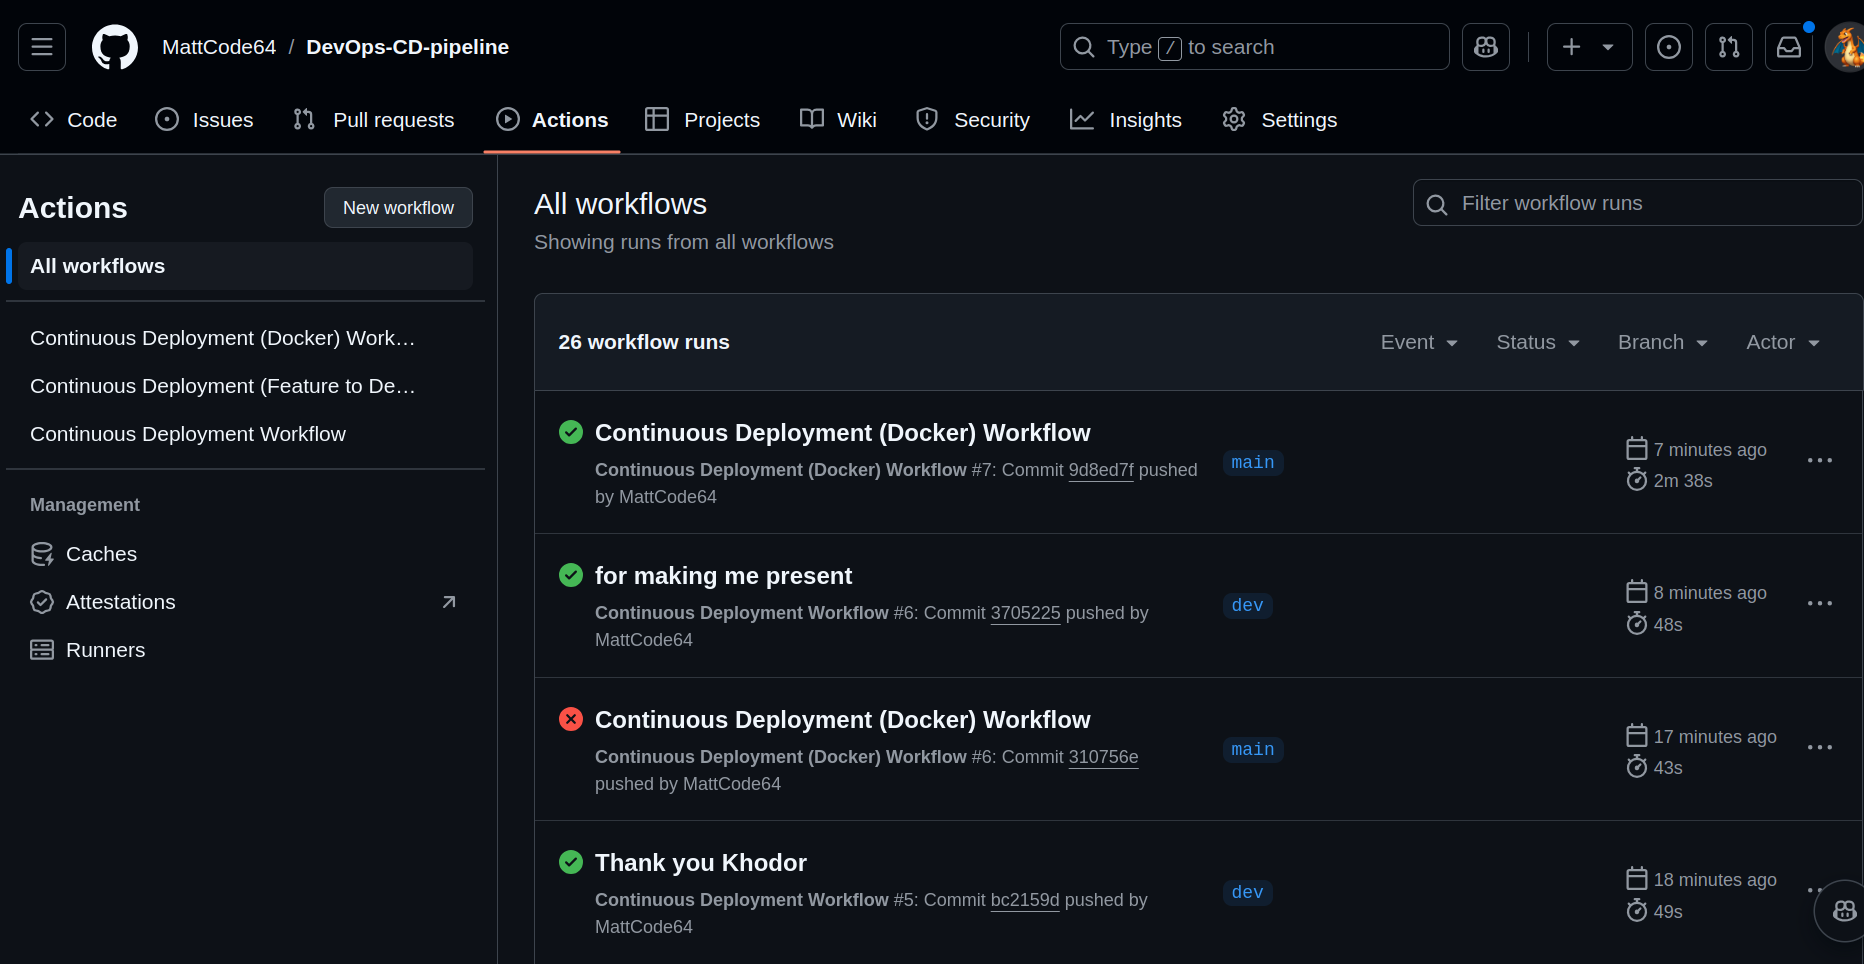 MattCode64 / DevOps-CD-pipeline
Type / to search
Code Issues Pull requests Actions Projects Wiki Security Insights Settings
Actions
New workflow
All workflows
Continuous Deployment (Docker) Work…
Continuous Deployment (Feature to De…
Continuous Deployment Workflow
Management
Caches
Attestations
Runners
All workflows
Showing runs from all workflows
Filter workflow runs
26 workflow runs
Event Status Branch Actor
Continuous Deployment (Docker) Workflow
Continuous Deployment (Docker) Workflow #7: Commit 9d8ed7f pushed
by MattCode64
main
7 minutes ago
2m 38s
for making me present
Continuous Deployment Workflow #6: Commit 3705225 pushed by
MattCode64
dev
8 minutes ago
48s
Continuous Deployment (Docker) Workflow
Continuous Deployment (Docker) Workflow #6: Commit 310756e
pushed by MattCode64
main
17 minutes ago
43s
Thank you Khodor
Continuous Deployment Workflow #5: Commit bc2159d pushed by
MattCode64
dev
18 minutes ago
49s